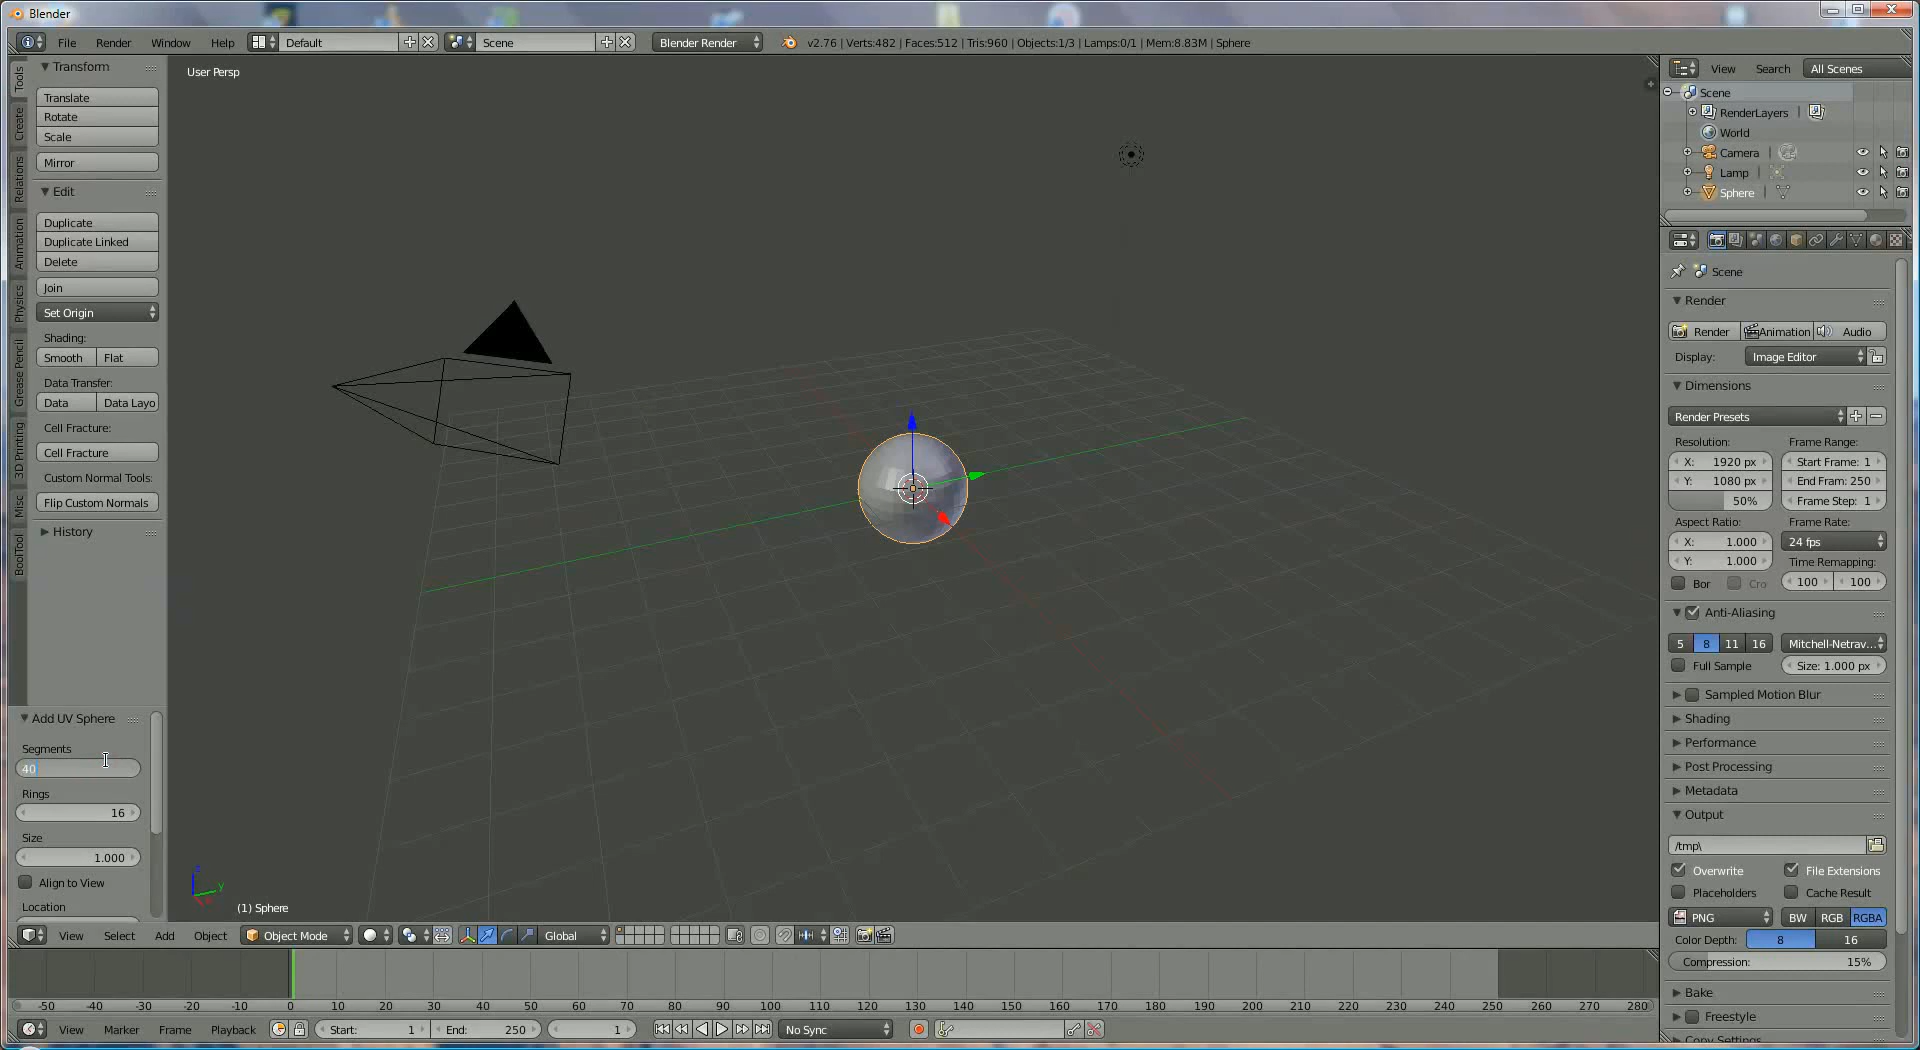 Blender
File Render Window Help Default Scene Blender Render v2.76 | Verts:482 | Faces:512 | Tris:960 | Objects:1/3 | Lamps:0/1 | Mem:8.83M | Sphere
Tools
Create
Relations
Animation
Physics
Grease Pencil
3D Printing
Misc
BoolTool
Transform
Translate
Rotate
Scale
Mirror
Edit
Duplicate
Duplicate Linked
Delete
Join
Set Origin
Shading:
Smooth Flat
Data Transfer:
Data Data Layo
Cell Fracture:
Cell Fracture
Custom Normal Tools:
Flip Custom Normals
History
Add UV Sphere
Segments
40
Rings
16
Size
1.000
Align to View
Location
User Persp
z
y
(1) Sphere
View Select Add Object Object Mode Global
-50 -40 -30 -20 -10 0 10 20 30 40 50 60 70 80 90 100 110 120 130 140 150 160 170 180 190 200 210 220 230 240 250 260 270 280
View Marker Frame Playback Start: 1 End: 250 1 No Sync
View Search All Scenes
Scene
RenderLayers |
World
Camera |
Lamp |
Sphere |
Scene
Render
Render Animation Audio
Display: Image Editor
Dimensions
Render Presets
Resolution: Frame Range:
X: 1920 px Start Frame: 1
Y: 1080 px End Fram: 250
50% Frame Step: 1
Aspect Ratio: Frame Rate:
X: 1.000 24 fps
Y: 1.000 Time Remapping:
Bor Cro 100 100
Anti-Aliasing
5 8 11 16 Mitchell-Netrav...
Full Sample Size: 1.000 px
Sampled Motion Blur
Shading
Performance
Post Processing
Metadata
Output
/tmp\
Overwrite File Extensions
Placeholders Cache Result
PNG BW RGB RGBA
Color Depth: 8 16
Compression: 15%
Bake
Freestyle
Copy Settings